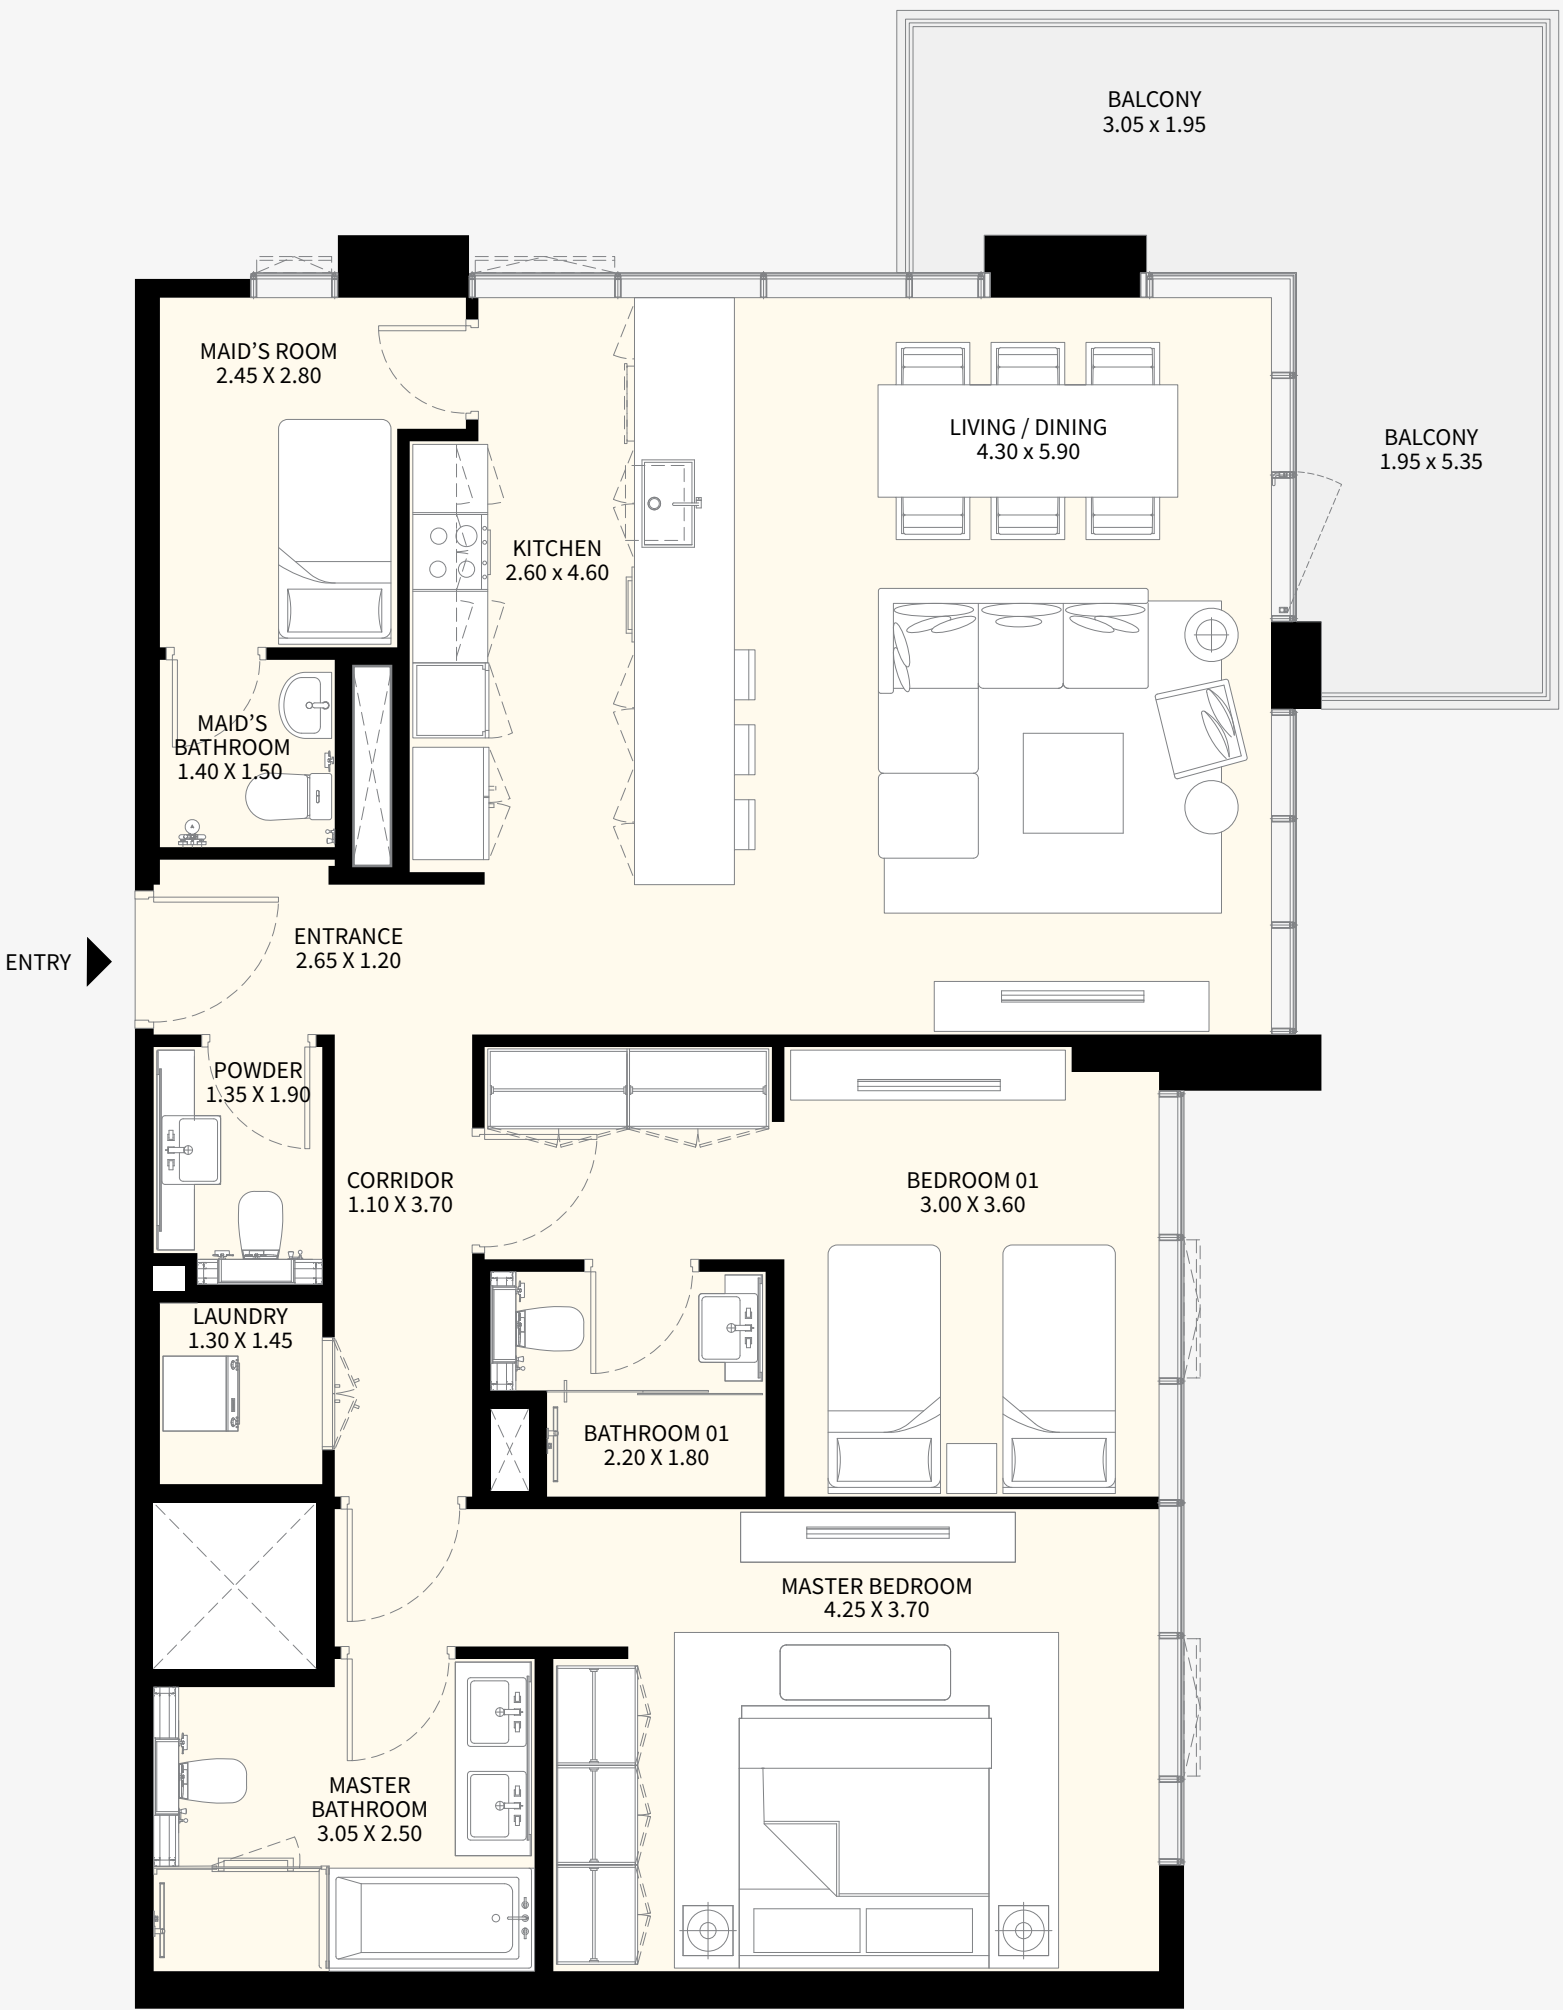 BALCONY
3.05 x 1.95
MAID’S ROOM
2.45 X 2.80
LIVING / DINING
4.30 x 5.90
BALCONY
1.95 x 5.35
KITCHEN
2.60 x 4.60
MAID’S
BATHROOM
1.40 X 1.50
ENTRANCE
2.65 X 1.20
ENTRY
POWDER
1.35 X 1.90
CORRIDOR
1.10 X 3.70
BEDROOM 01
3.00 X 3.60
LAUNDRY
1.30 X 1.45
BATHROOM 01
2.20 X 1.80
MASTER BEDROOM
4.25 X 3.70
MASTER
BATHROOM
3.05 X 2.50